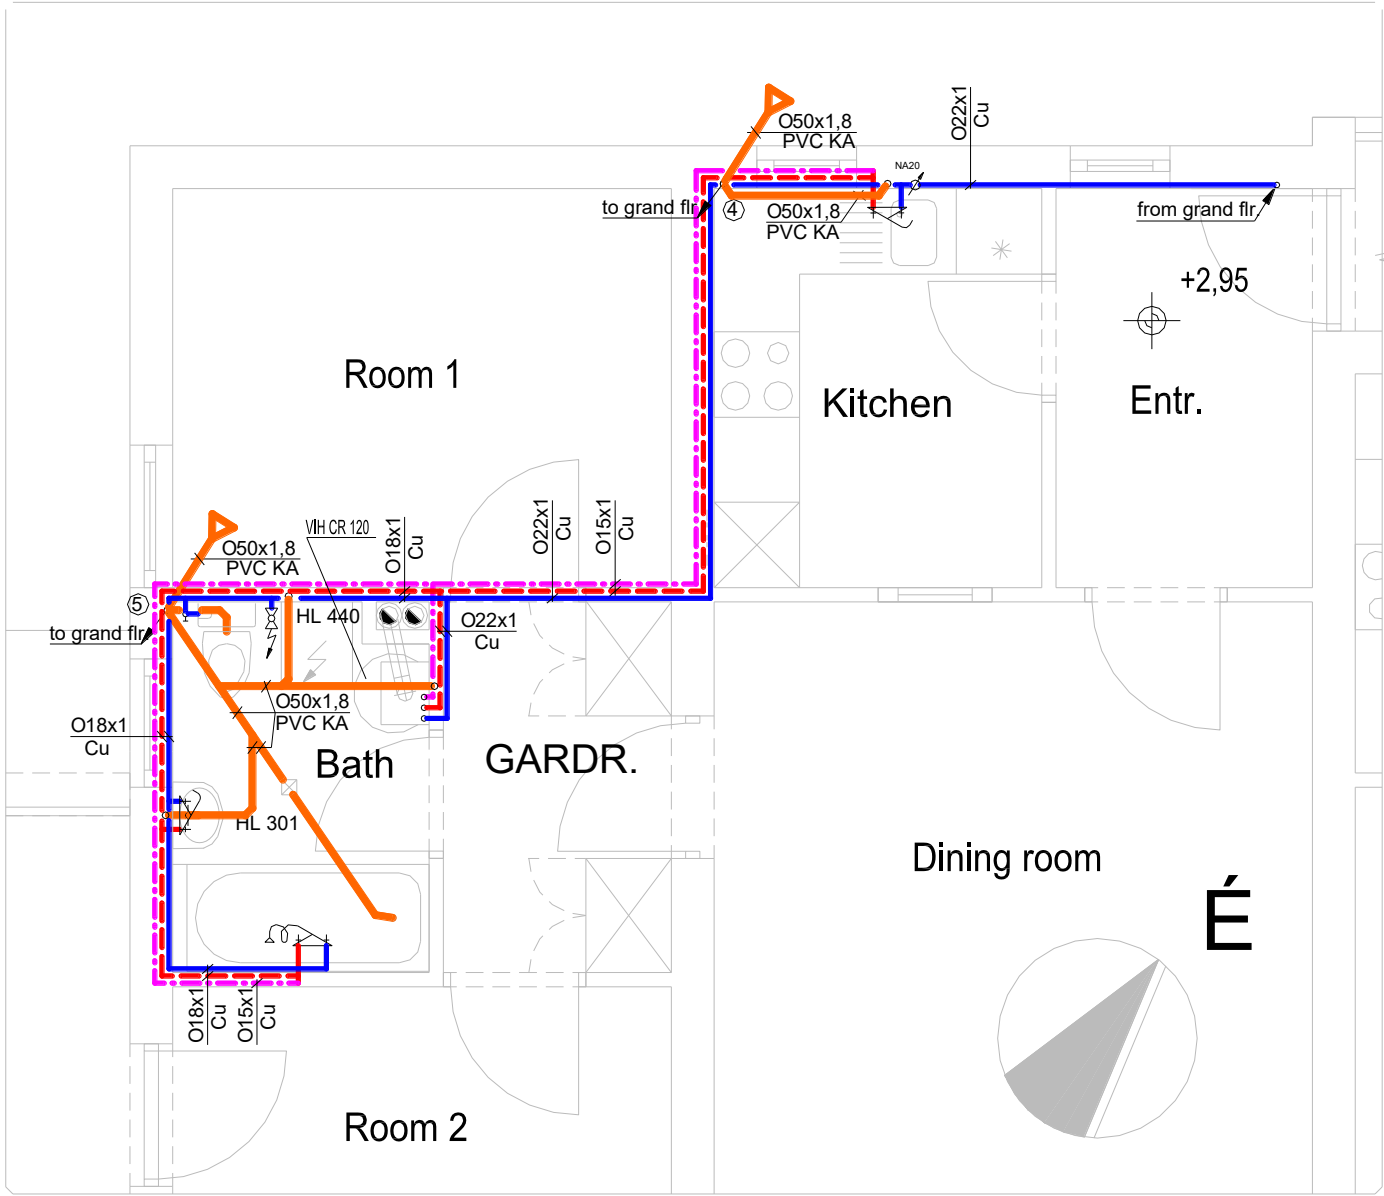 O50x1,8
PVC KA
O22x1
Cu
NA20
to grand flr.
4
O50x1,8
PVC KA
from grand flr.
+2,95
Room 1
Kitchen
Entr.
O50x1,8
PVC KA
VIH CR 120
O18x1
Cu
O22x1
Cu
O15x1
Cu
5
to grand flr.
HL 440
O22x1
Cu
O50x1,8
PVC KA
O18x1
Cu
Bath
GARDR.
HL 301
Dining room
É
O18x1
Cu
O15x1
Cu
Room 2